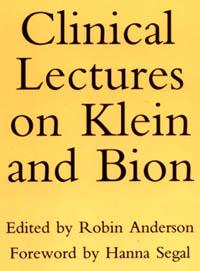 Clinical
Lectures
on Klein
and Bion
Edited by Robin Anderson
Foreword by Hanna Segal